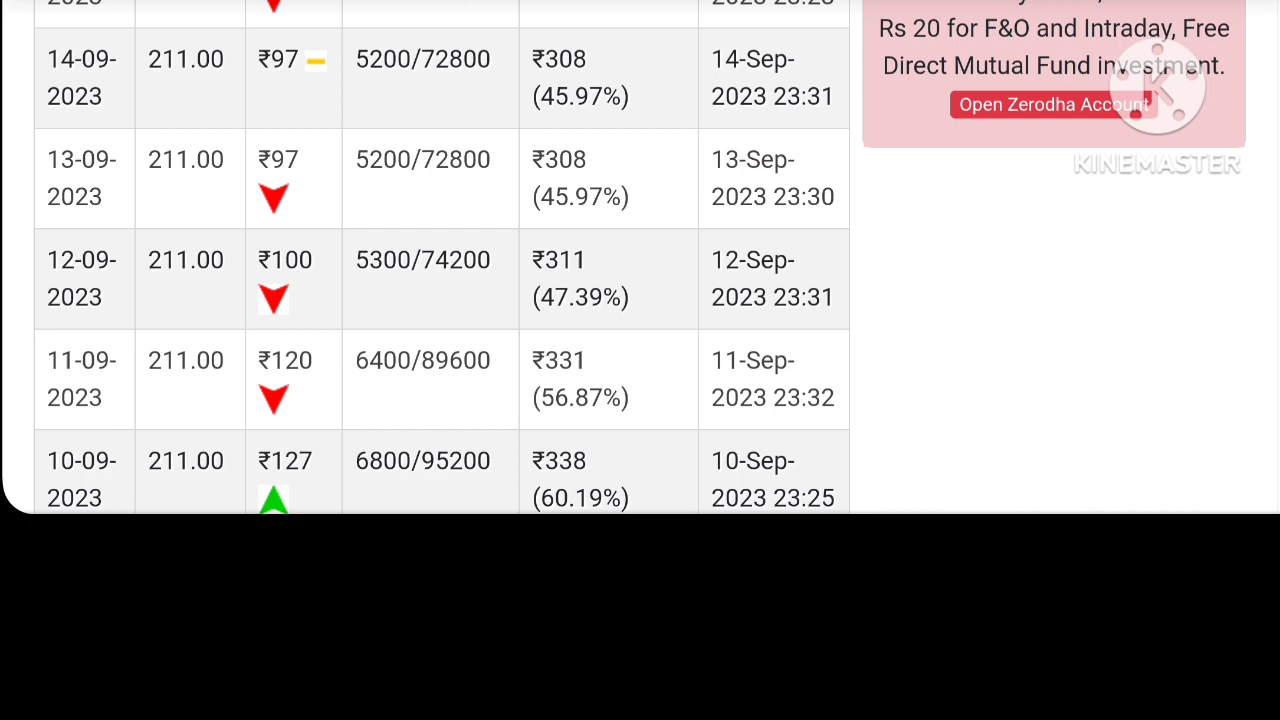 Rs 20 for F&O and Intraday, Free
Direct Mutual Fund investment.
Open Zerodha Account
KINEMASTER
14-09-2023 211.00 ₹97 5200/72800 ₹308 (45.97%) 14-Sep-2023 23:31
13-09-2023 211.00 ₹97 5200/72800 ₹308 (45.97%) 13-Sep-2023 23:30
12-09-2023 211.00 ₹100 5300/74200 ₹311 (47.39%) 12-Sep-2023 23:31
11-09-2023 211.00 ₹120 6400/89600 ₹331 (56.87%) 11-Sep-2023 23:32
10-09-2023 211.00 ₹127 6800/95200 ₹338 (60.19%) 10-Sep-2023 23:25